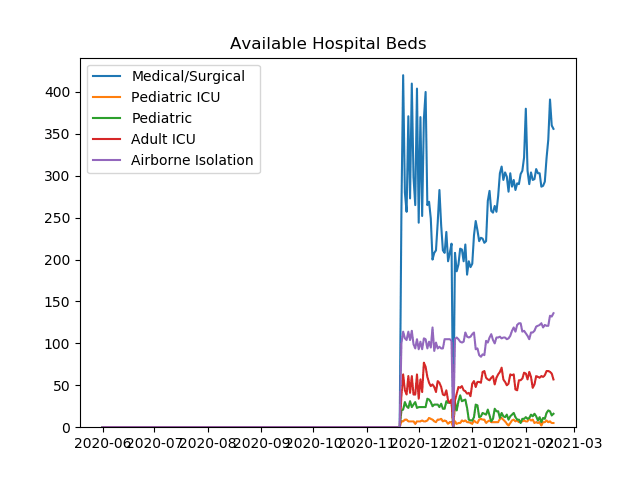 Available Hospital Beds
400
350
300
250
200
150
100
50
0
Medical/Surgical
Pediatric ICU
Pediatric
Adult ICU
Airborne Isolation
2020-06 2020-07 2020-08 2020-09 2020-10 2020-11 2020-12 2021-01 2021-02 2021-03